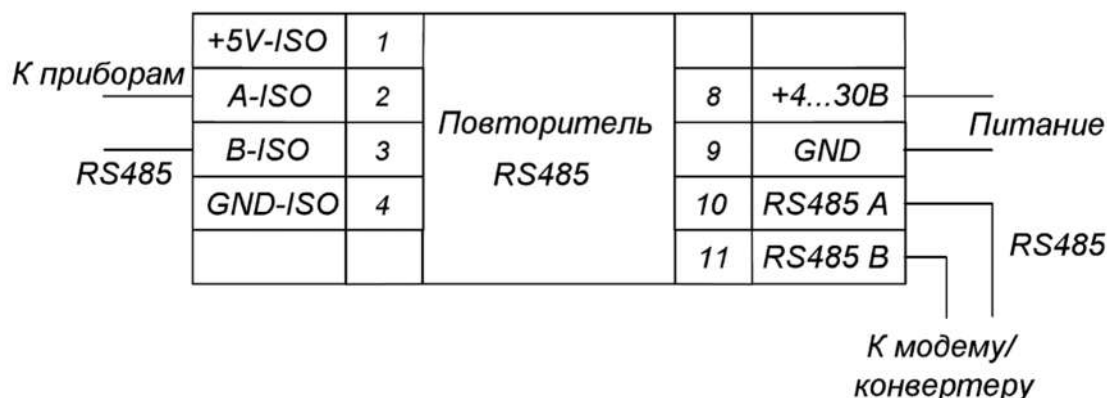 +5V-ISO 1
К приборам
A-ISO 2
8 +4...30В
Повторитель
Питание
B-ISO 3
RS485
9 GND
RS485
GND-ISO 4
10 RS485 A
RS485
11 RS485 B
К модему/
конвертеру